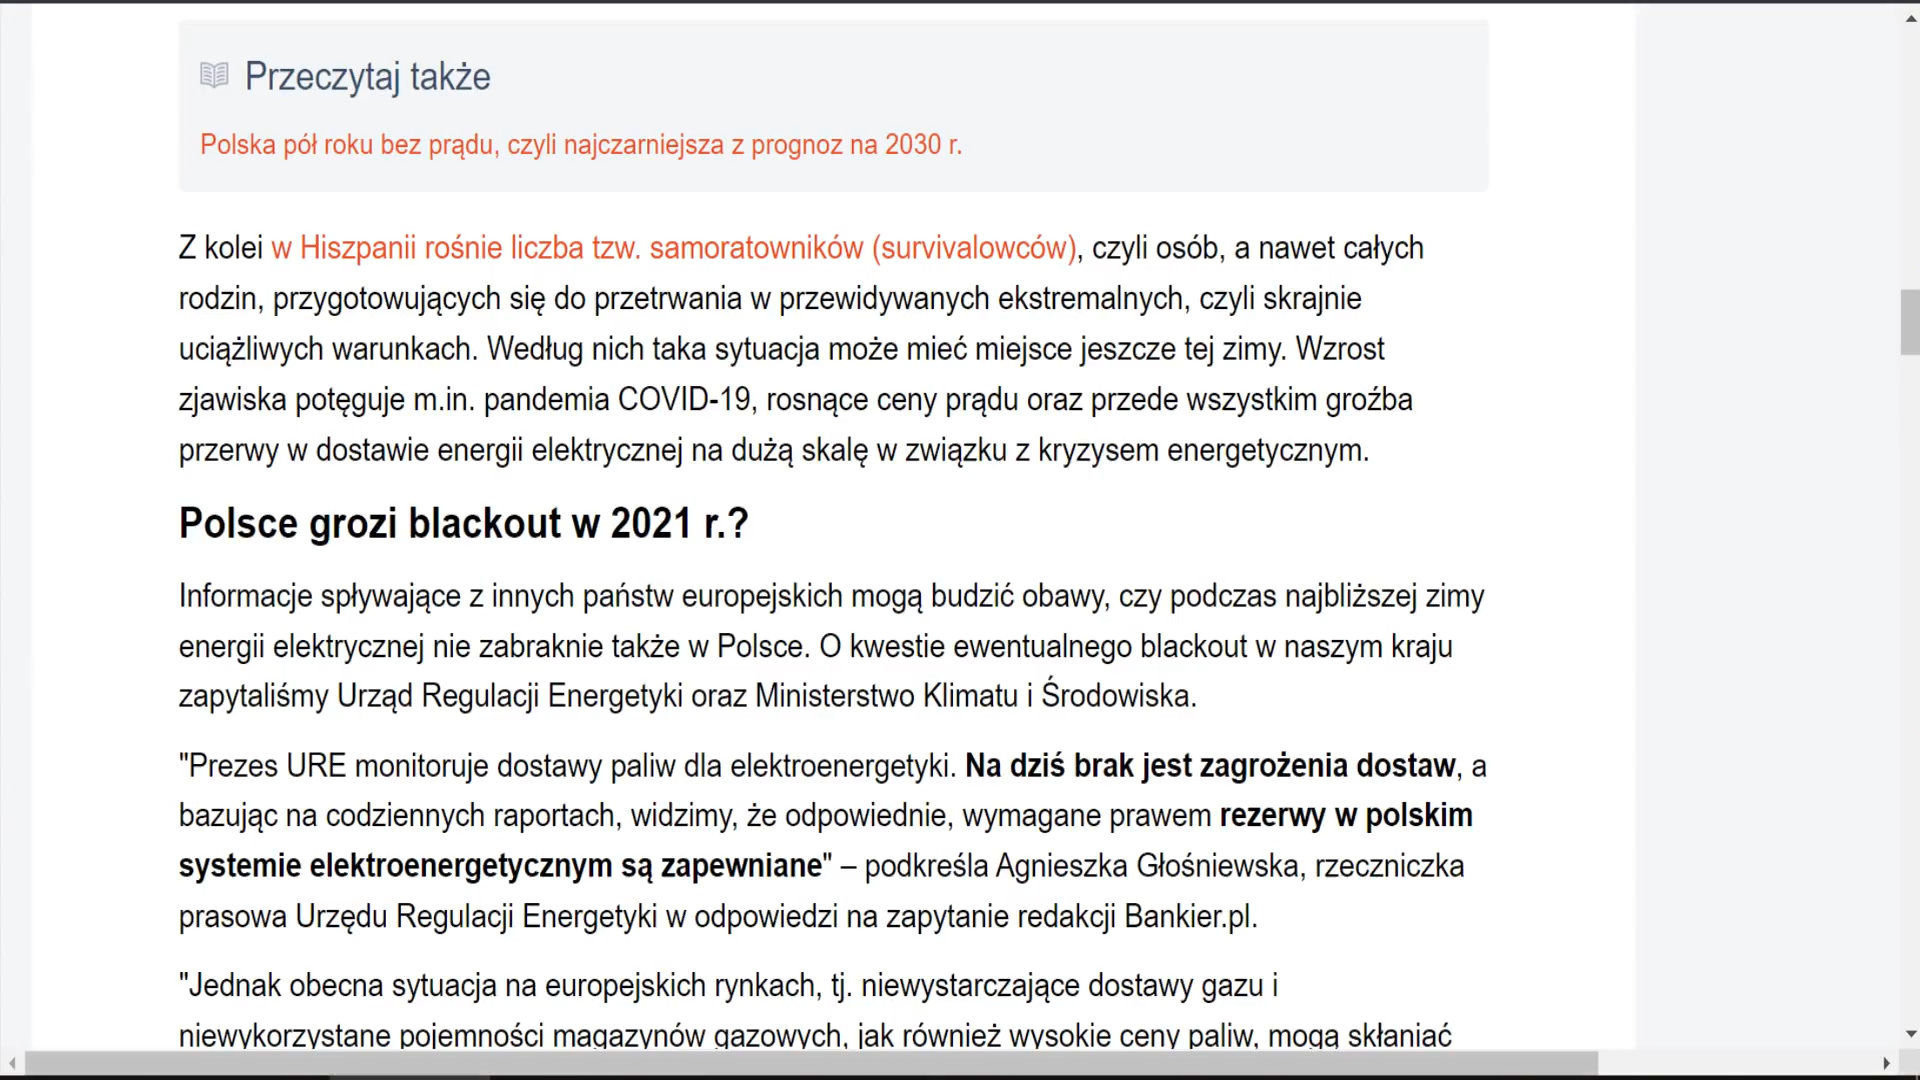 Przeczytaj także
Polska pół roku bez prądu, czyli najczarniejsza z prognoz na 2030 r.
Z kolei w Hiszpanii rośnie liczba tzw. samoratowników (survivalowców), czyli osób, a nawet całych
rodzin, przygotowujących się do przetrwania w przewidywanych ekstremalnych, czyli skrajnie
uciążliwych warunkach. Według nich taka sytuacja może mieć miejsce jeszcze tej zimy. Wzrost
zjawiska potęguje m.in. pandemia COVID-19, rosnące ceny prądu oraz przede wszystkim groźba
przerwy w dostawie energii elektrycznej na dużą skalę w związku z kryzysem energetycznym.
Polsce grozi blackout w 2021 r.?
Informacje spływające z innych państw europejskich mogą budzić obawy, czy podczas najbliższej zimy
energii elektrycznej nie zabraknie także w Polsce. O kwestie ewentualnego blackout w naszym kraju
zapytaliśmy Urząd Regulacji Energetyki oraz Ministerstwo Klimatu i Środowiska.
"Prezes URE monitoruje dostawy paliw dla elektroenergetyki. Na dziś brak jest zagrożenia dostaw, a
bazując na codziennych raportach, widzimy, że odpowiednie, wymagane prawem rezerwy w polskim
systemie elektroenergetycznym są zapewniane" – podkreśla Agnieszka Głośniewska, rzeczniczka
prasowa Urzędu Regulacji Energetyki w odpowiedzi na zapytanie redakcji Bankier.pl.
"Jednak obecna sytuacja na europejskich rynkach, tj. niewystarczające dostawy gazu i
niewykorzystane pojemności magazynów gazowych, jak również wysokie ceny paliw, mogą skłaniać